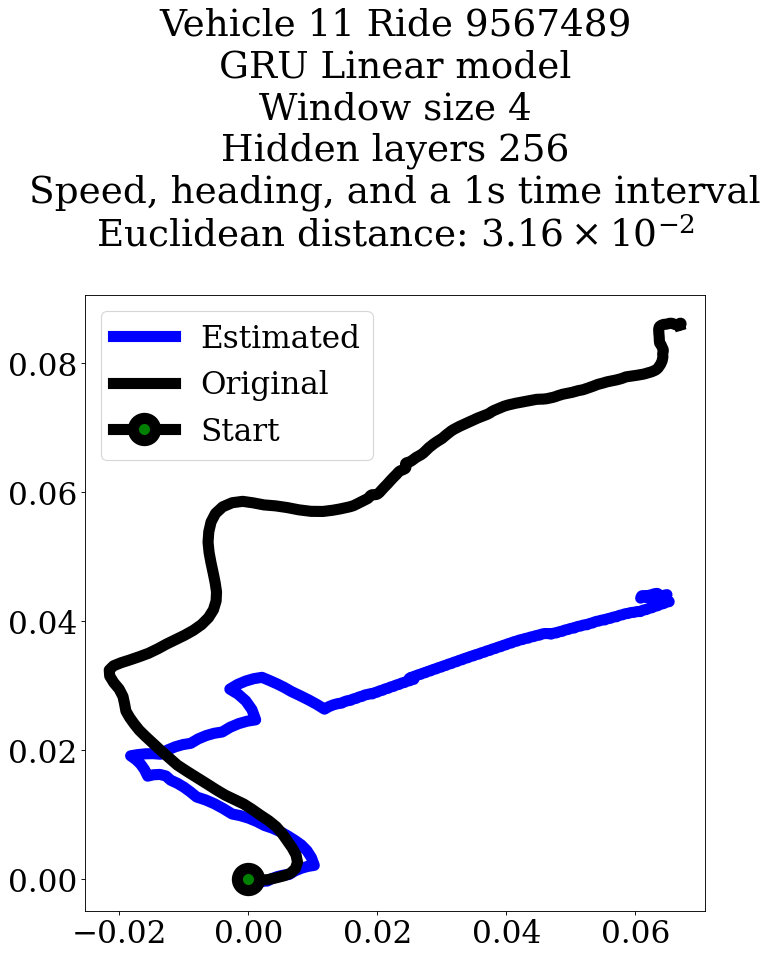 Vehicle 11 Ride 9567489
GRU Linear model
Window size 4
Hidden layers 256
Speed, heading, and a 1s time interval
Euclidean distance: 3.16 × 10⁻²
Estimated
Original
Start
0.08
0.06
0.04
0.02
0.00
−0.02 0.00 0.02 0.04 0.06